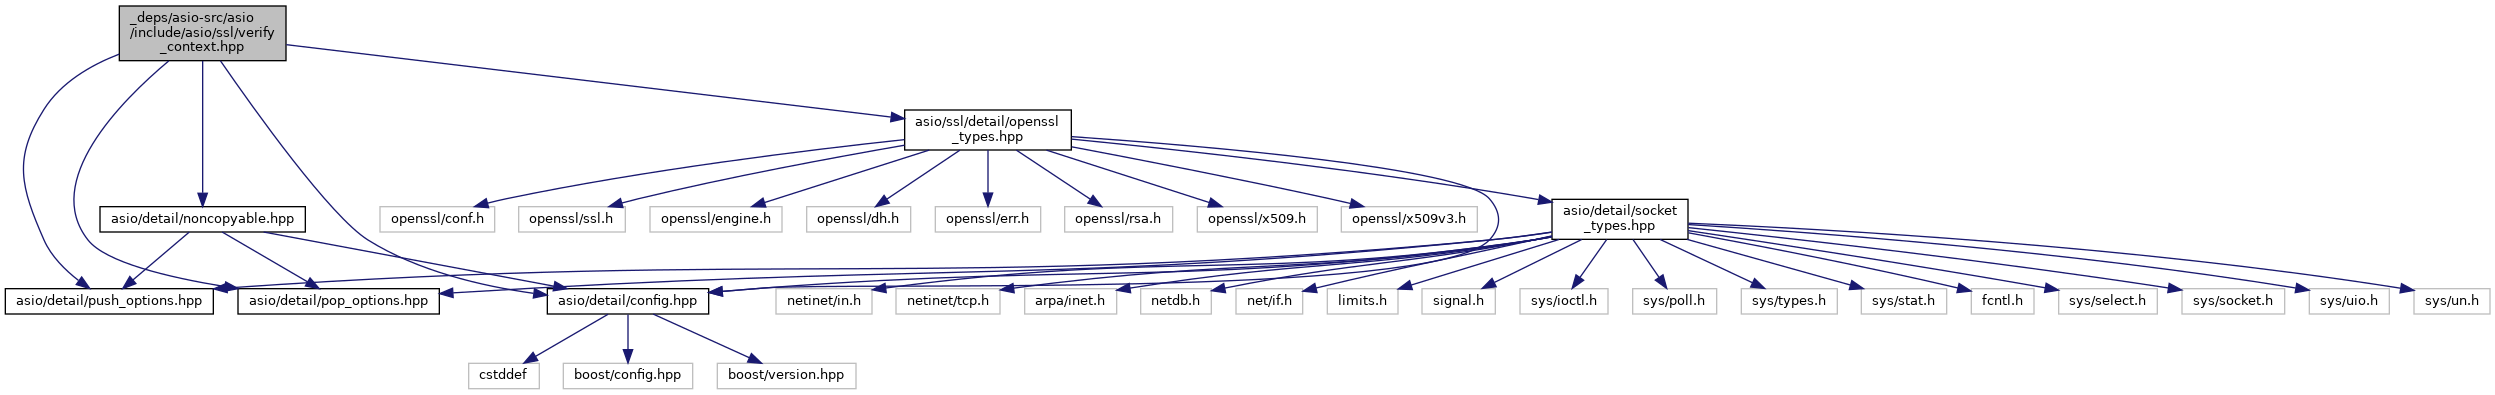 _deps/asio-src/asio
/include/asio/ssl/verify
_context.hpp
asio/ssl/detail/openssl
_types.hpp
asio/detail/noncopyable.hpp
openssl/conf.h
openssl/ssl.h
openssl/engine.h
openssl/dh.h
openssl/err.h
openssl/rsa.h
openssl/x509.h
openssl/x509v3.h
asio/detail/socket
_types.hpp
asio/detail/push_options.hpp
asio/detail/pop_options.hpp
asio/detail/config.hpp
netinet/in.h
netinet/tcp.h
arpa/inet.h
netdb.h
net/if.h
limits.h
signal.h
sys/ioctl.h
sys/poll.h
sys/types.h
sys/stat.h
fcntl.h
sys/select.h
sys/socket.h
sys/uio.h
sys/un.h
cstddef
boost/config.hpp
boost/version.hpp